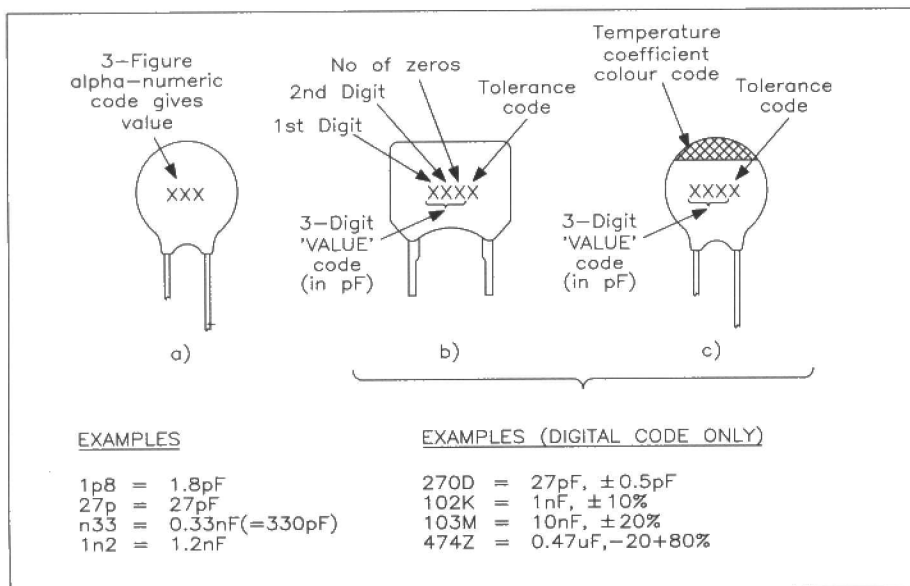 3-Figure
alpha-numeric
code gives
value
XXX
a)
No of zeros
2nd Digit
1st Digit
Tolerance
code
XXXX
3-Digit
'VALUE'
code
(in pF)
b)
Temperature
coefficient
colour code
Tolerance
code
XXXX
3-Digit
'VALUE'
code
(in pF)
c)
EXAMPLES
1p8 = 1.8pF
27p = 27pF
n33 = 0.33nF(=330pF)
1n2 = 1.2nF
EXAMPLES (DIGITAL CODE ONLY)
270D = 27pF, ±0.5pF
102K = 1nF, ±10%
103M = 10nF, ±20%
474Z = 0.47uF,-20+80%